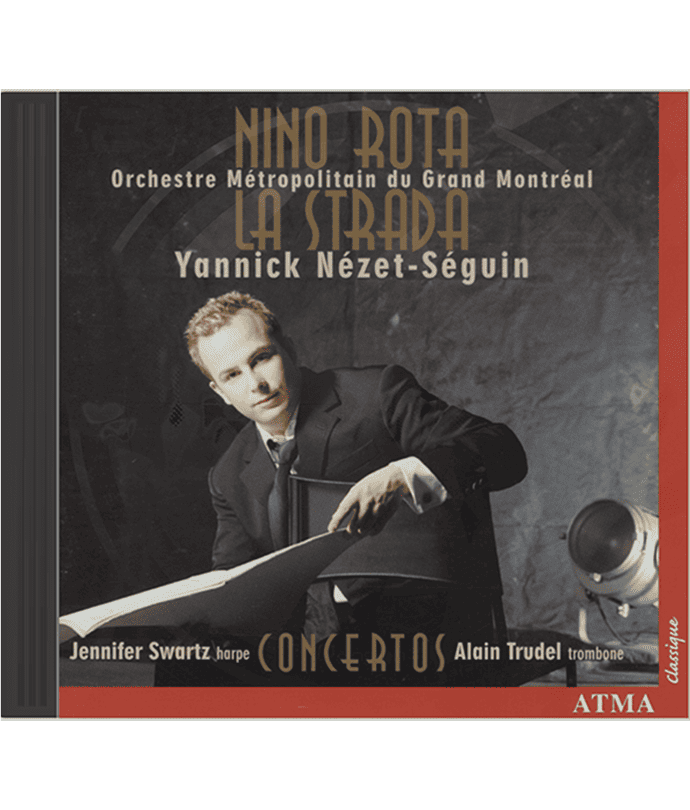 NINO ROTA
Orchestre Métropolitain du Grand Montréal
LA STRADA
Yannick Nézet-Séguin
Jennifer Swartz harpe CONCERTOS Alain Trudel trombone
ATMA classique